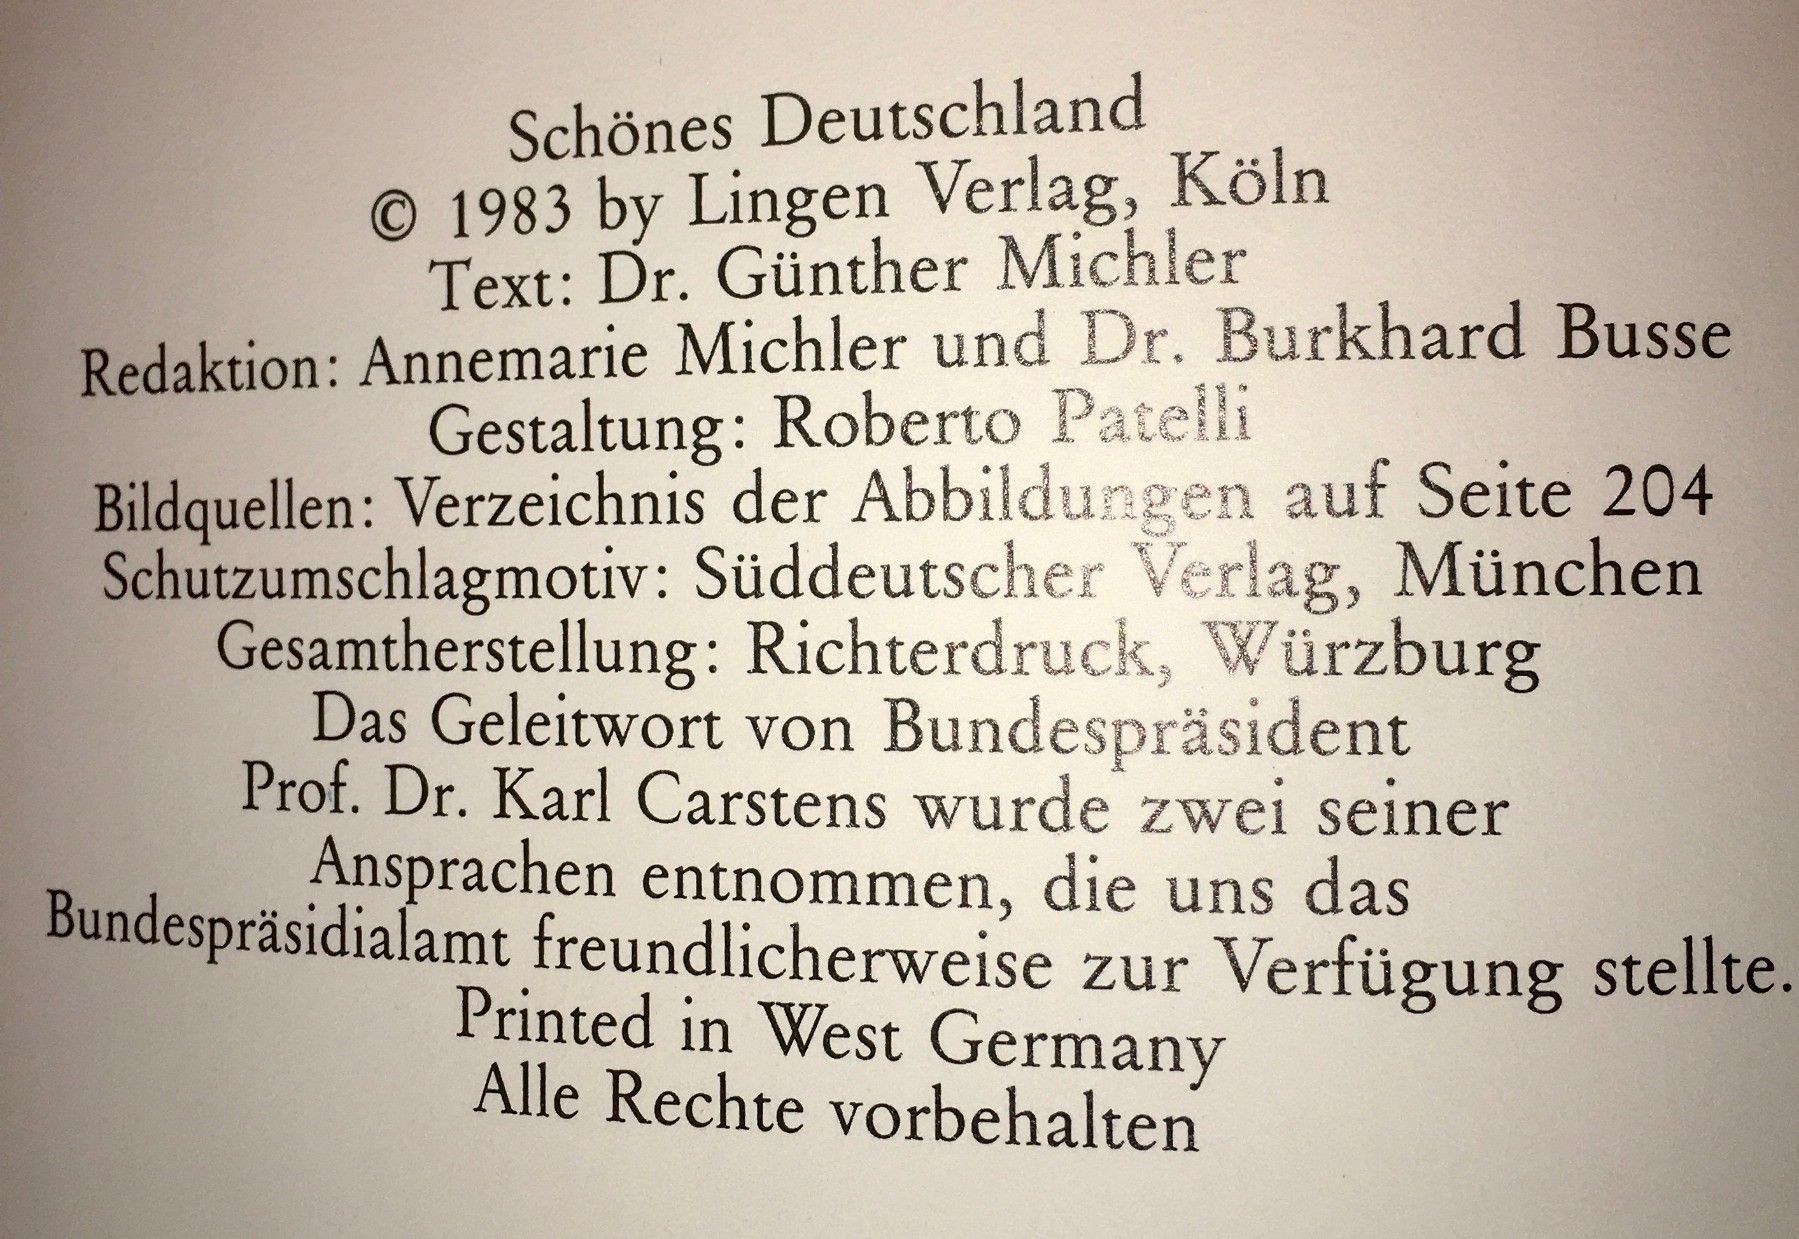 Schönes Deutschland
© 1983 by Lingen Verlag, Köln
Text: Dr. Günther Michler
Redaktion: Annemarie Michler und Dr. Burkhard Busse
Gestaltung: Roberto Patelli
Bildquellen: Verzeichnis der Abbildungen auf Seite 204
Schutzumschlagmotiv: Süddeutscher Verlag, München
Gesamtherstellung: Richterdruck, Würzburg
Das Geleitwort von Bundespräsident
Prof. Dr. Karl Carstens wurde zwei seiner
Ansprachen entnommen, die uns das
Bundespräsidialamt freundlicherweise zur Verfügung stellte.
Printed in West Germany
Alle Rechte vorbehalten